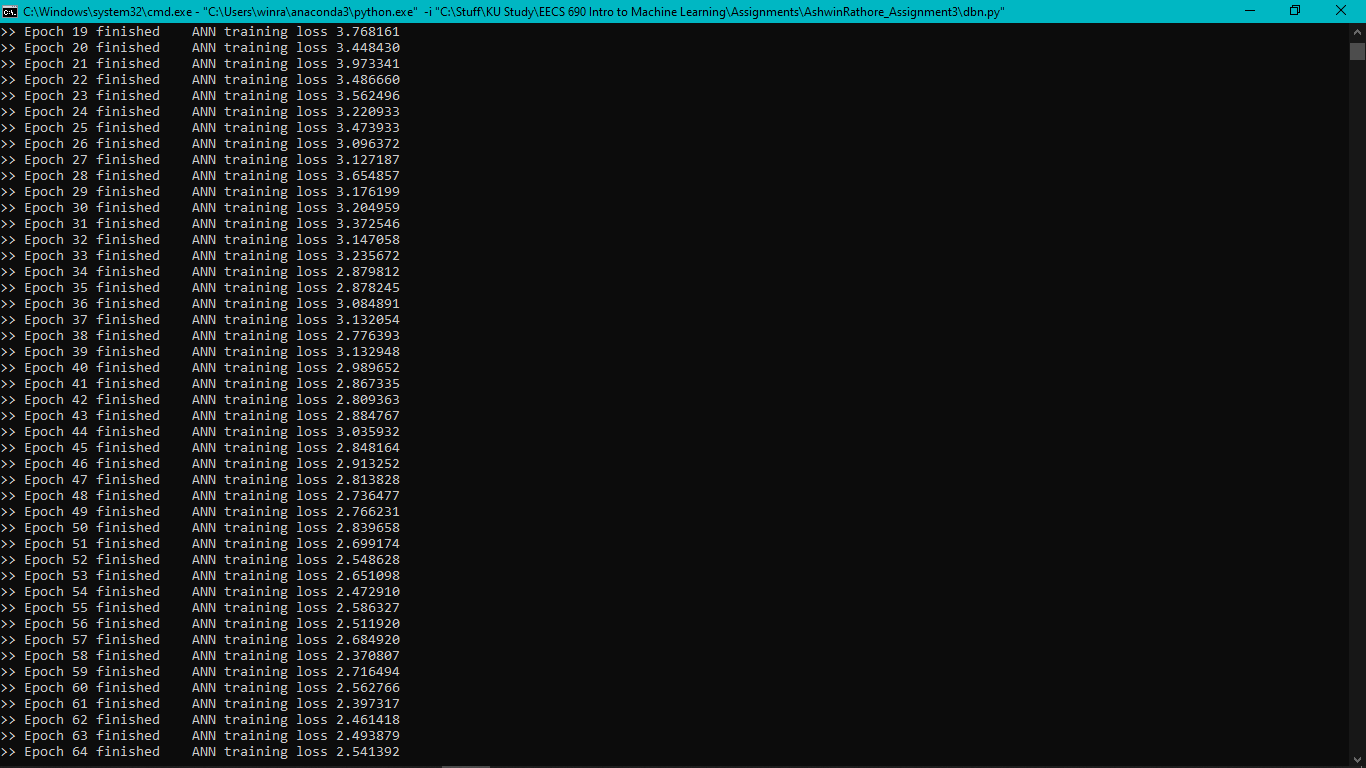 C:\Windows\system32\cmd.exe - "C:\Users\winra\anaconda3\python.exe" -i "C:\Stuff\KU Study\EECS 690 Intro to Machine Learning\Assignments\AshwinRathore_Assignment3\dbn.py"
>> Epoch 19 finished    ANN training loss 3.768161
>> Epoch 20 finished    ANN training loss 3.448430
>> Epoch 21 finished    ANN training loss 3.973341
>> Epoch 22 finished    ANN training loss 3.486660
>> Epoch 23 finished    ANN training loss 3.562496
>> Epoch 24 finished    ANN training loss 3.220933
>> Epoch 25 finished    ANN training loss 3.473933
>> Epoch 26 finished    ANN training loss 3.096372
>> Epoch 27 finished    ANN training loss 3.127187
>> Epoch 28 finished    ANN training loss 3.654857
>> Epoch 29 finished    ANN training loss 3.176199
>> Epoch 30 finished    ANN training loss 3.204959
>> Epoch 31 finished    ANN training loss 3.372546
>> Epoch 32 finished    ANN training loss 3.147058
>> Epoch 33 finished    ANN training loss 3.235672
>> Epoch 34 finished    ANN training loss 2.879812
>> Epoch 35 finished    ANN training loss 2.878245
>> Epoch 36 finished    ANN training loss 3.084891
>> Epoch 37 finished    ANN training loss 3.132054
>> Epoch 38 finished    ANN training loss 2.776393
>> Epoch 39 finished    ANN training loss 3.132948
>> Epoch 40 finished    ANN training loss 2.989652
>> Epoch 41 finished    ANN training loss 2.867335
>> Epoch 42 finished    ANN training loss 2.809363
>> Epoch 43 finished    ANN training loss 2.884767
>> Epoch 44 finished    ANN training loss 3.035932
>> Epoch 45 finished    ANN training loss 2.848164
>> Epoch 46 finished    ANN training loss 2.913252
>> Epoch 47 finished    ANN training loss 2.813828
>> Epoch 48 finished    ANN training loss 2.736477
>> Epoch 49 finished    ANN training loss 2.766231
>> Epoch 50 finished    ANN training loss 2.839658
>> Epoch 51 finished    ANN training loss 2.699174
>> Epoch 52 finished    ANN training loss 2.548628
>> Epoch 53 finished    ANN training loss 2.651098
>> Epoch 54 finished    ANN training loss 2.472910
>> Epoch 55 finished    ANN training loss 2.586327
>> Epoch 56 finished    ANN training loss 2.511920
>> Epoch 57 finished    ANN training loss 2.684920
>> Epoch 58 finished    ANN training loss 2.370807
>> Epoch 59 finished    ANN training loss 2.716494
>> Epoch 60 finished    ANN training loss 2.562766
>> Epoch 61 finished    ANN training loss 2.397317
>> Epoch 62 finished    ANN training loss 2.461418
>> Epoch 63 finished    ANN training loss 2.493879
>> Epoch 64 finished    ANN training loss 2.541392